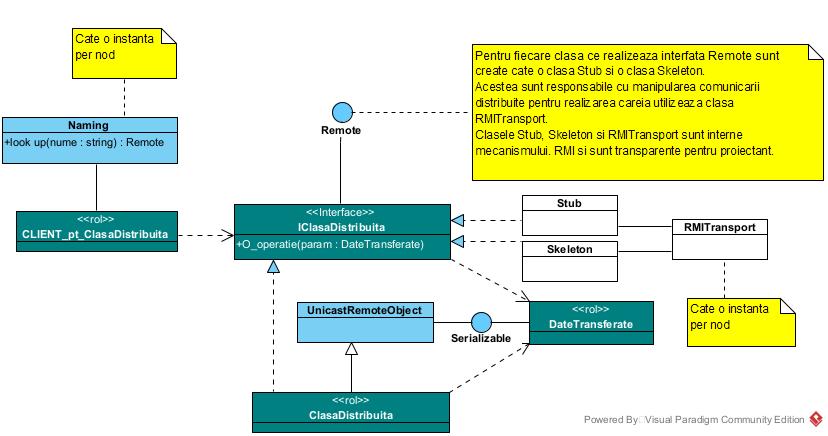 Cate o instanta
per nod
Naming
+look up(nume : string) : Remote
<<rol>>
CLIENT_pt_ClasaDistribuita
Remote
Pentru fiecare clasa ce realizeaza interfata Remote sunt
create cate o clasa Stub si o clasa Skeleton.
Acestea sunt responsabile cu manipularea comunicarii
distribuite pentru realizarea careia utilizeaza clasa
RMITransport.
Clasele Stub, Skeleton si RMITransport sunt interne
mecanismului. RMI si sunt transparente pentru proiectant.
<<Interface>>
IClasaDistribuita
+O_operatie(param : DateTransferate)
Stub
Skeleton
RMITransport
Cate o instanta
per nod
UnicastRemoteObject
Serializable
<<rol>>
DateTransferate
<<rol>>
ClasaDistribuita
Powered By Visual Paradigm Community Edition